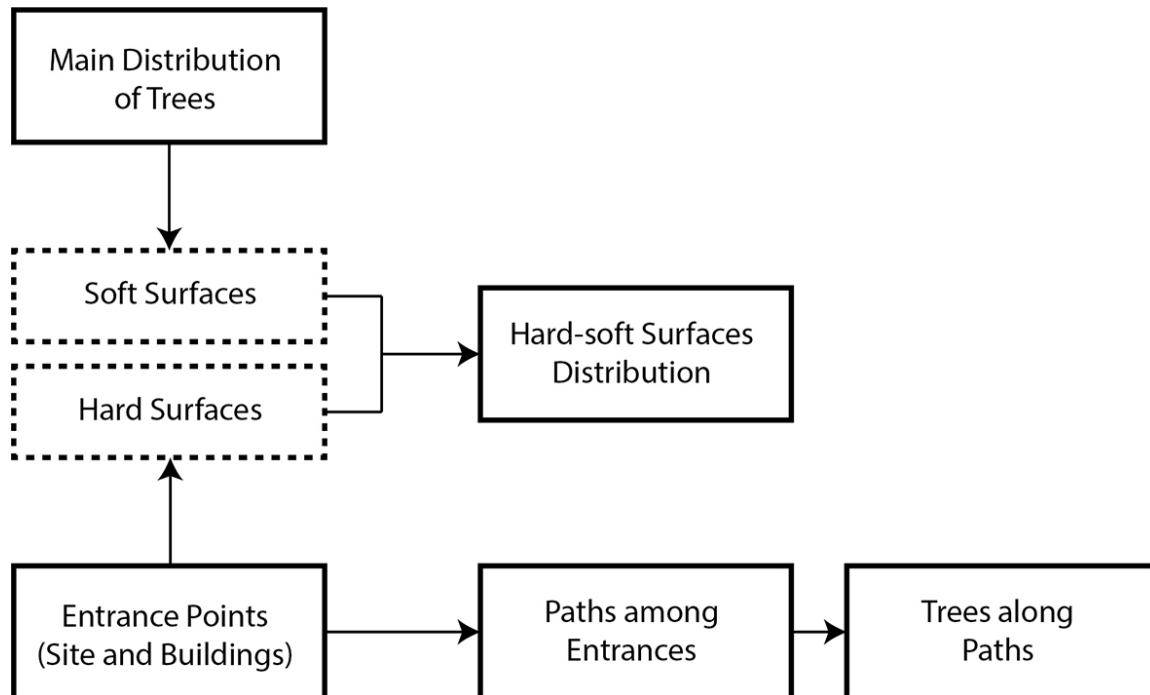 Main Distribution
of Trees
Soft Surfaces
Hard Surfaces
Hard-soft Surfaces
Distribution
Entrance Points
(Site and Buildings)
Paths among
Entrances
Trees along
Paths